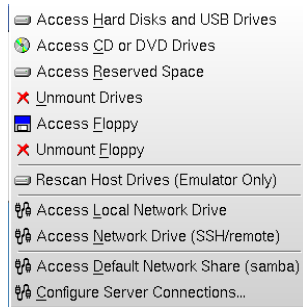 Access Hard Disks and USB Drives
Access CD or DVD Drives
Access Reserved Space
Unmount Drives
Access Floppy
Unmount Floppy
Rescan Host Drives (Emulator Only)
Access Local Network Drive
Access Network Drive (SSH/remote)
Access Default Network Share (samba)
Configure Server Connections...